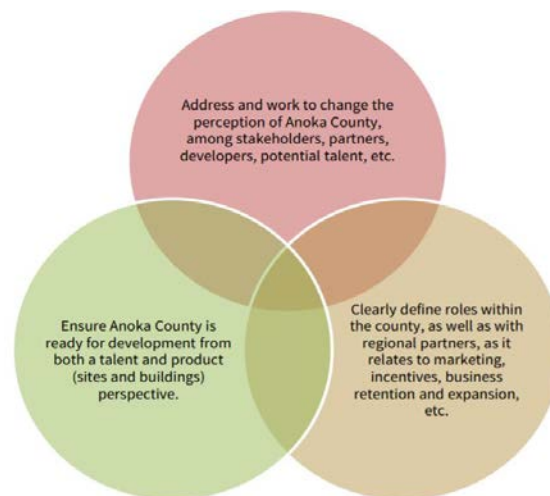 Address and work to change the
perception of Anoka County,
among stakeholders, partners,
developers, potential talent, etc.
Ensure Anoka County is
ready for development from
both a talent and product
(sites and buildings)
perspective.
Clearly define roles within
the county, as well as with
regional partners, as it
relates to marketing,
incentives, business
retention and expansion,
etc.